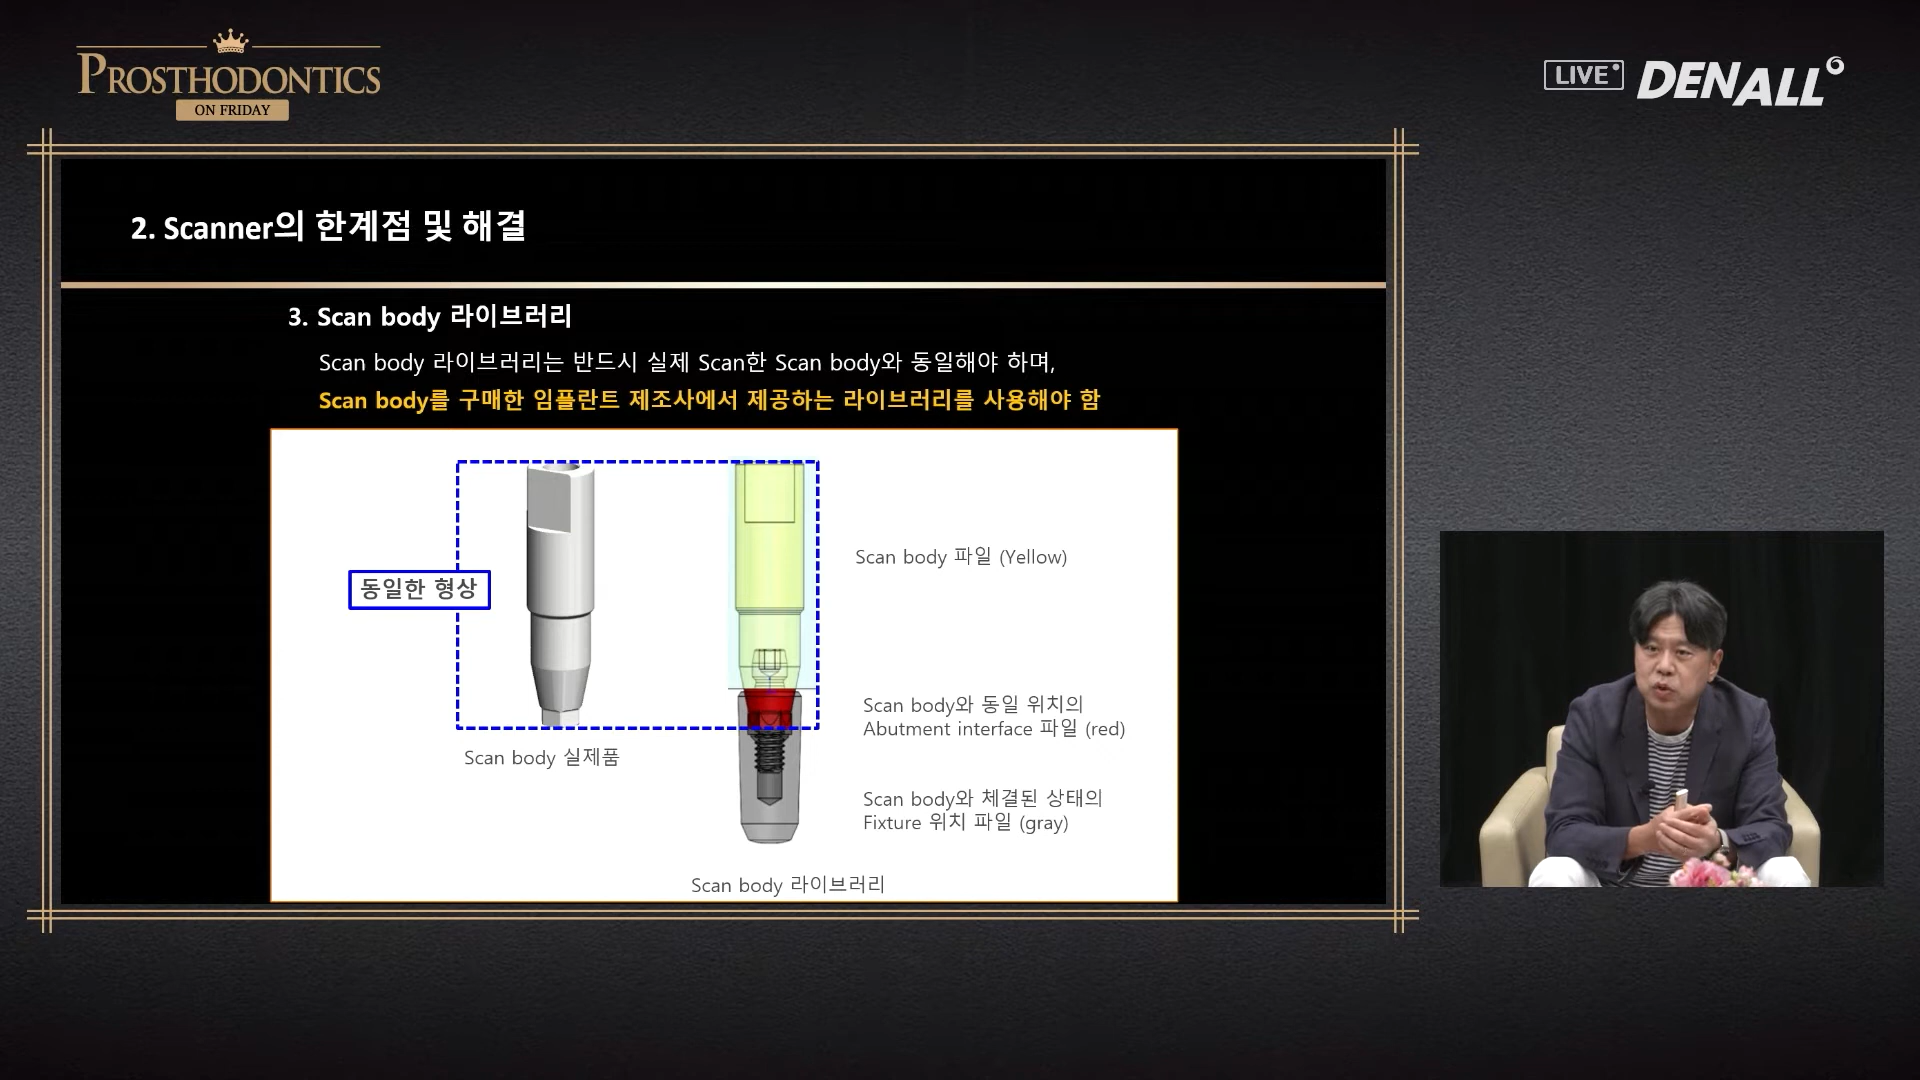 PROSTHODONTICS
ON FRIDAY
LIVE
DENALL
2. Scanner의 한계점 및 해결
3. Scan body 라이브러리
Scan body 라이브러리는 반드시 실제 Scan한 Scan body와 동일해야 하며,
Scan body를 구매한 임플란트 제조사에서 제공하는 라이브러리를 사용해야 함
동일한 형상
Scan body 실제품
Scan body 파일 (Yellow)
Scan body와 동일 위치의
Abutment interface 파일 (red)
Scan body와 체결된 상태의
Fixture 위치 파일 (gray)
Scan body 라이브러리